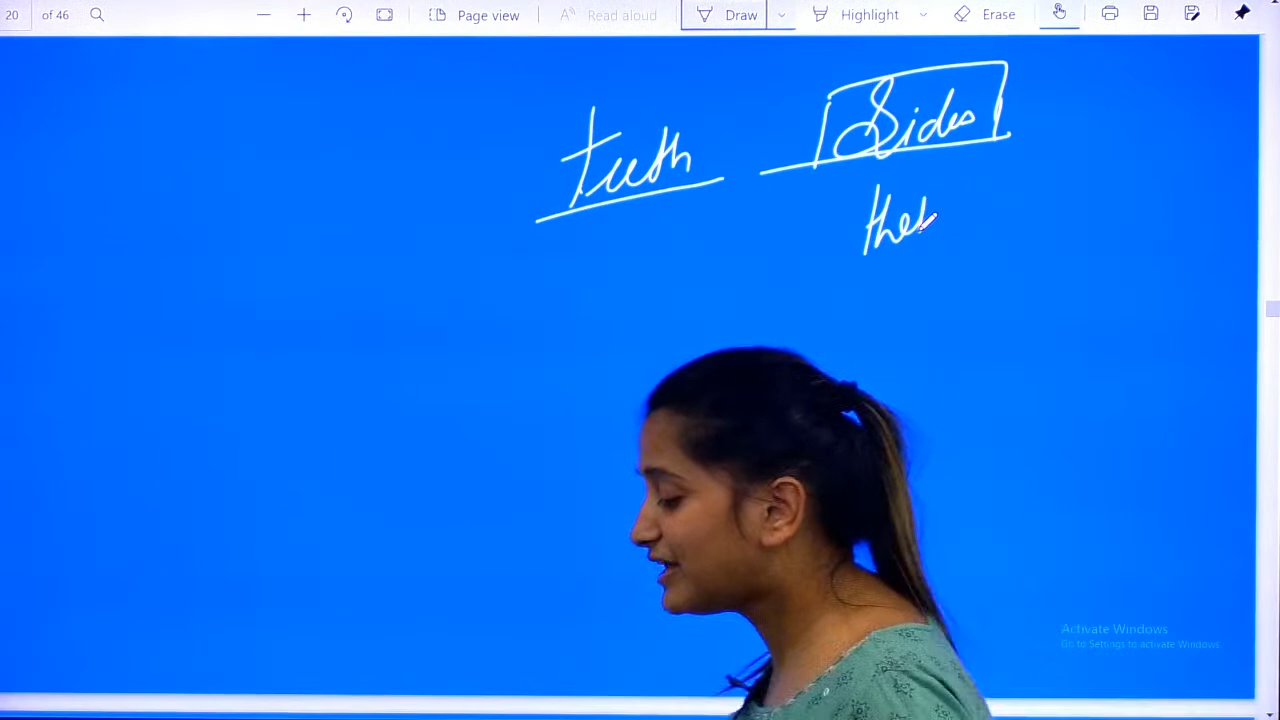 20 of 46 Page view Read aloud Draw Highlight Erase
Teeth Sides
the
Activate Windows
Go to Settings to activate Windows.